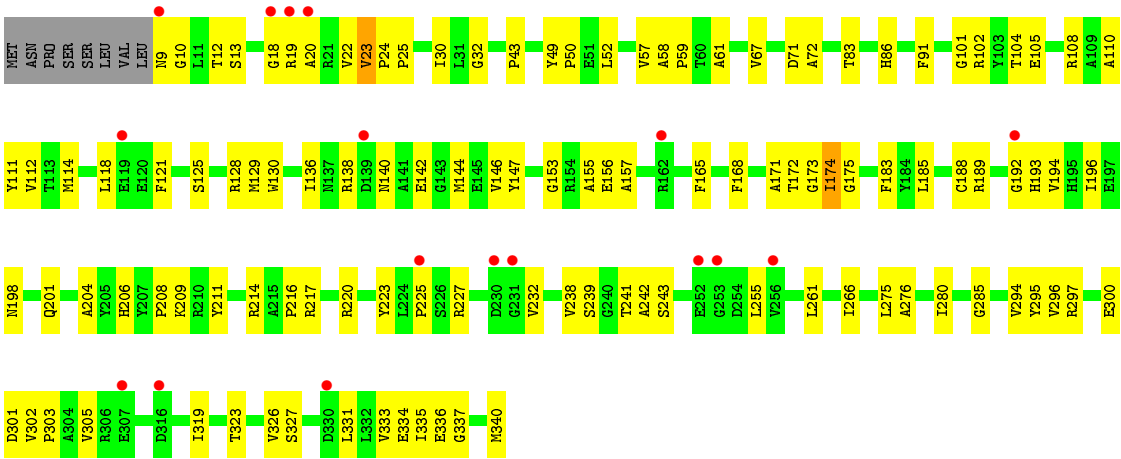 MET ASN PRO SER SER LEU VAL LEU N9 G10 L11 T12 S13 G18 R19 A20 R21 V22 V23 P24 P25 I30 L31 G32 P43 Y49 P50 E51 L52 V57 A58 P59 T60 A61 V67 D71 A72 T83 H86 F91 G101 R102 Y103 T104 E105 R108 A109 A110
Y111 V112 T113 M114 L118 E119 E120 F121 S125 R128 M129 W130 I136 N137 R138 D139 N140 A141 E142 G143 M144 E145 V146 Y147 G153 R154 A155 E156 A157 R162 F165 F168 A171 T172 G173 I174 G175 F183 Y184 L185 C188 R189 G192 H193 V194 H195 I196 E197
N198 Q201 A204 Y205 H206 Y207 P208 K209 R210 Y211 R214 A215 P216 R217 R220 Y223 L224 P225 S226 R227 D230 G231 V232 V238 S239 G240 T241 A242 S243 E252 G253 D254 L255 V256 L261 I266 L275 A276 I280 G285 V294 Y295 V296 R297 E300
D301 V302 P303 A304 V305 R306 E307 D316 I319 T323 V326 S327 D330 L331 L332 V333 E334 I335 E336 G337 M340